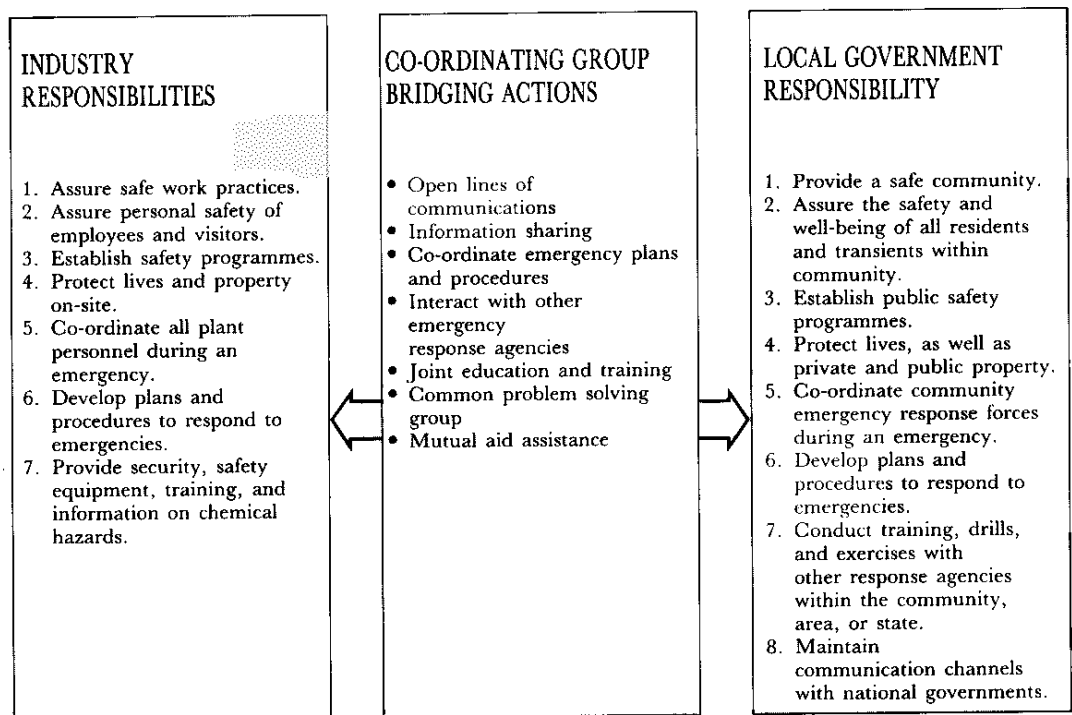 INDUSTRY
RESPONSIBILITIES
1. Assure safe work practices.
2. Assure personal safety of
employees and visitors.
3. Establish safety programmes.
4. Protect lives and property
on-site.
5. Co-ordinate all plant
personnel during an
emergency.
6. Develop plans and
procedures to respond to
emergencies.
7. Provide security, safety
equipment, training, and
information on chemical
hazards.
CO-ORDINATING GROUP
BRIDGING ACTIONS
• Open lines of
communications
• Information sharing
• Co-ordinate emergency plans
and procedures
• Interact with other
emergency
response agencies
• Joint education and training
• Common problem solving
group
• Mutual aid assistance
LOCAL GOVERNMENT
RESPONSIBILITY
1. Provide a safe community.
2. Assure the safety and
well-being of all residents
and transients within
community.
3. Establish public safety
programmes.
4. Protect lives, as well as
private and public property.
5. Co-ordinate community
emergency response forces
during an emergency.
6. Develop plans and
procedures to respond to
emergencies.
7. Conduct training, drills,
and exercises with
other response agencies
within the community,
area, or state.
8. Maintain
communication channels
with national governments.